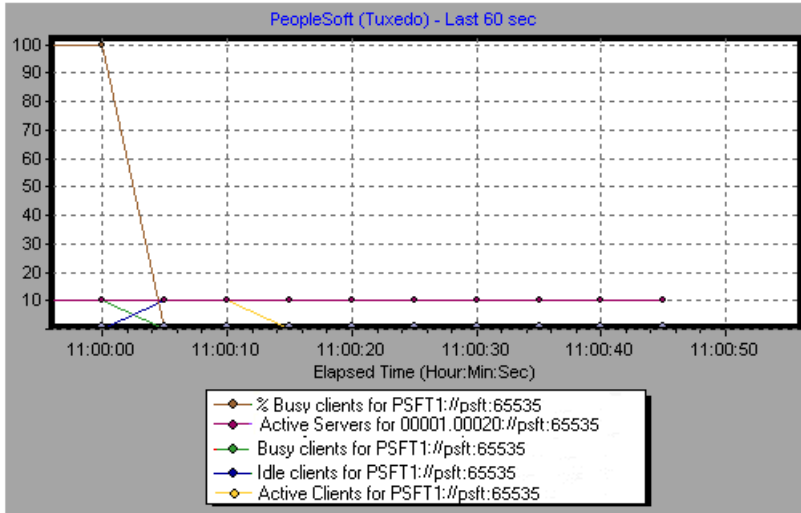 PeopleSoft (Tuxedo) - Last 60 sec
100
90
80
70
60
50
40
30
20
10
11:00:00 11:00:10 11:00:20 11:00:30 11:00:40 11:00:50
Elapsed Time (Hour:Min:Sec)
% Busy clients for PSFT1://psft:65535
Active Servers for 00001.00020://psft:65535
Busy clients for PSFT1://psft:65535
Idle clients for PSFT1://psft:65535
Active Clients for PSFT1://psft:65535